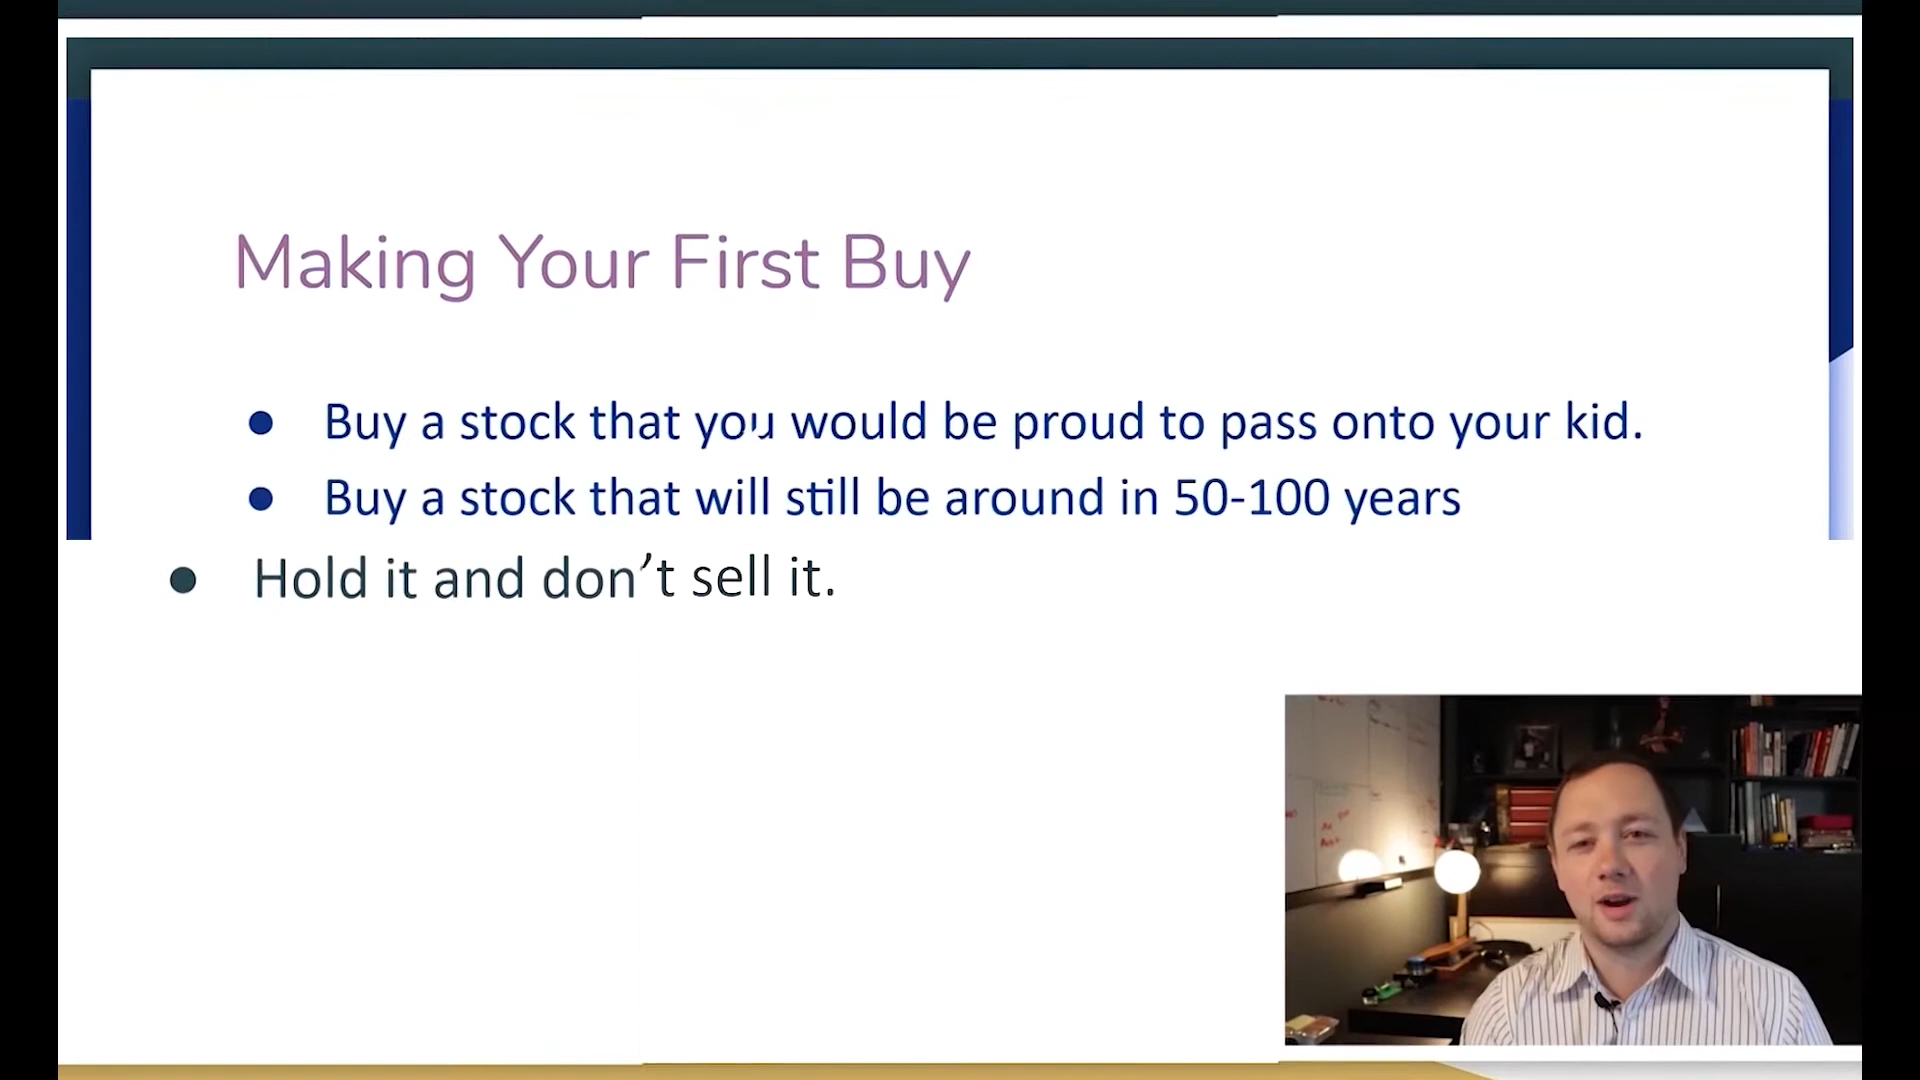 Making Your First Buy
● Buy a stock that you would be proud to pass onto your kid.
● Buy a stock that will still be around in 50-100 years
● Hold it and don’t sell it.